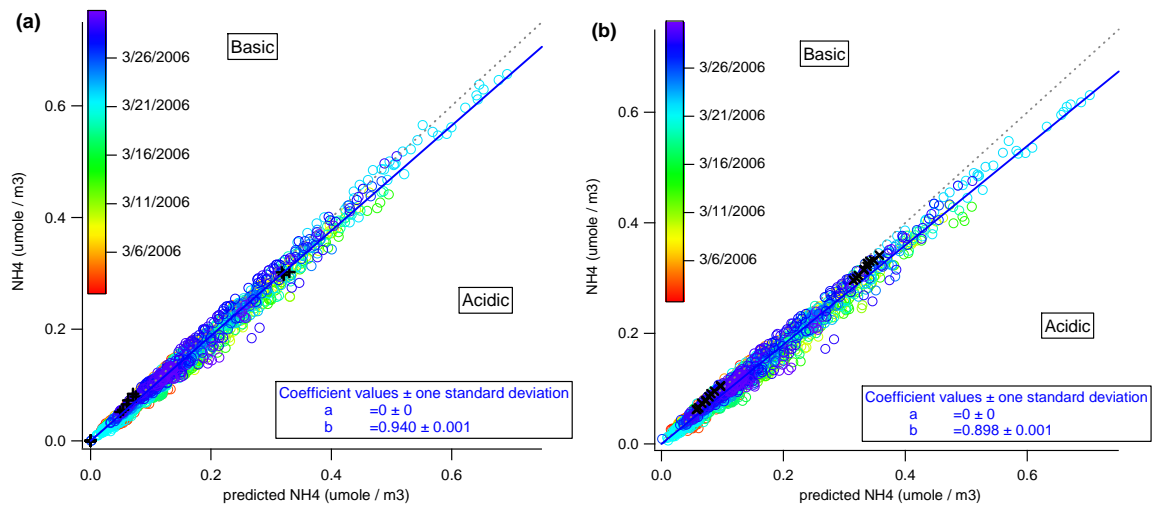 (a)
Basic
3/26/2006
3/21/2006
3/16/2006
3/11/2006
3/6/2006
0.6
0.4
0.2
0.0
NH4 (umole / m3)
Acidic
Coefficient values ± one standard deviation
a =0 ± 0
b =0.940 ± 0.001
0.0 0.2 0.4 0.6
predicted NH4 (umole / m3)
(b)
Basic
3/26/2006
3/21/2006
3/16/2006
3/11/2006
3/6/2006
0.6
0.4
0.2
0.0
NH4 (umole / m3)
Acidic
Coefficient values ± one standard deviation
a =0 ± 0
b =0.898 ± 0.001
0.0 0.2 0.4 0.6
predicted NH4 (umole / m3)